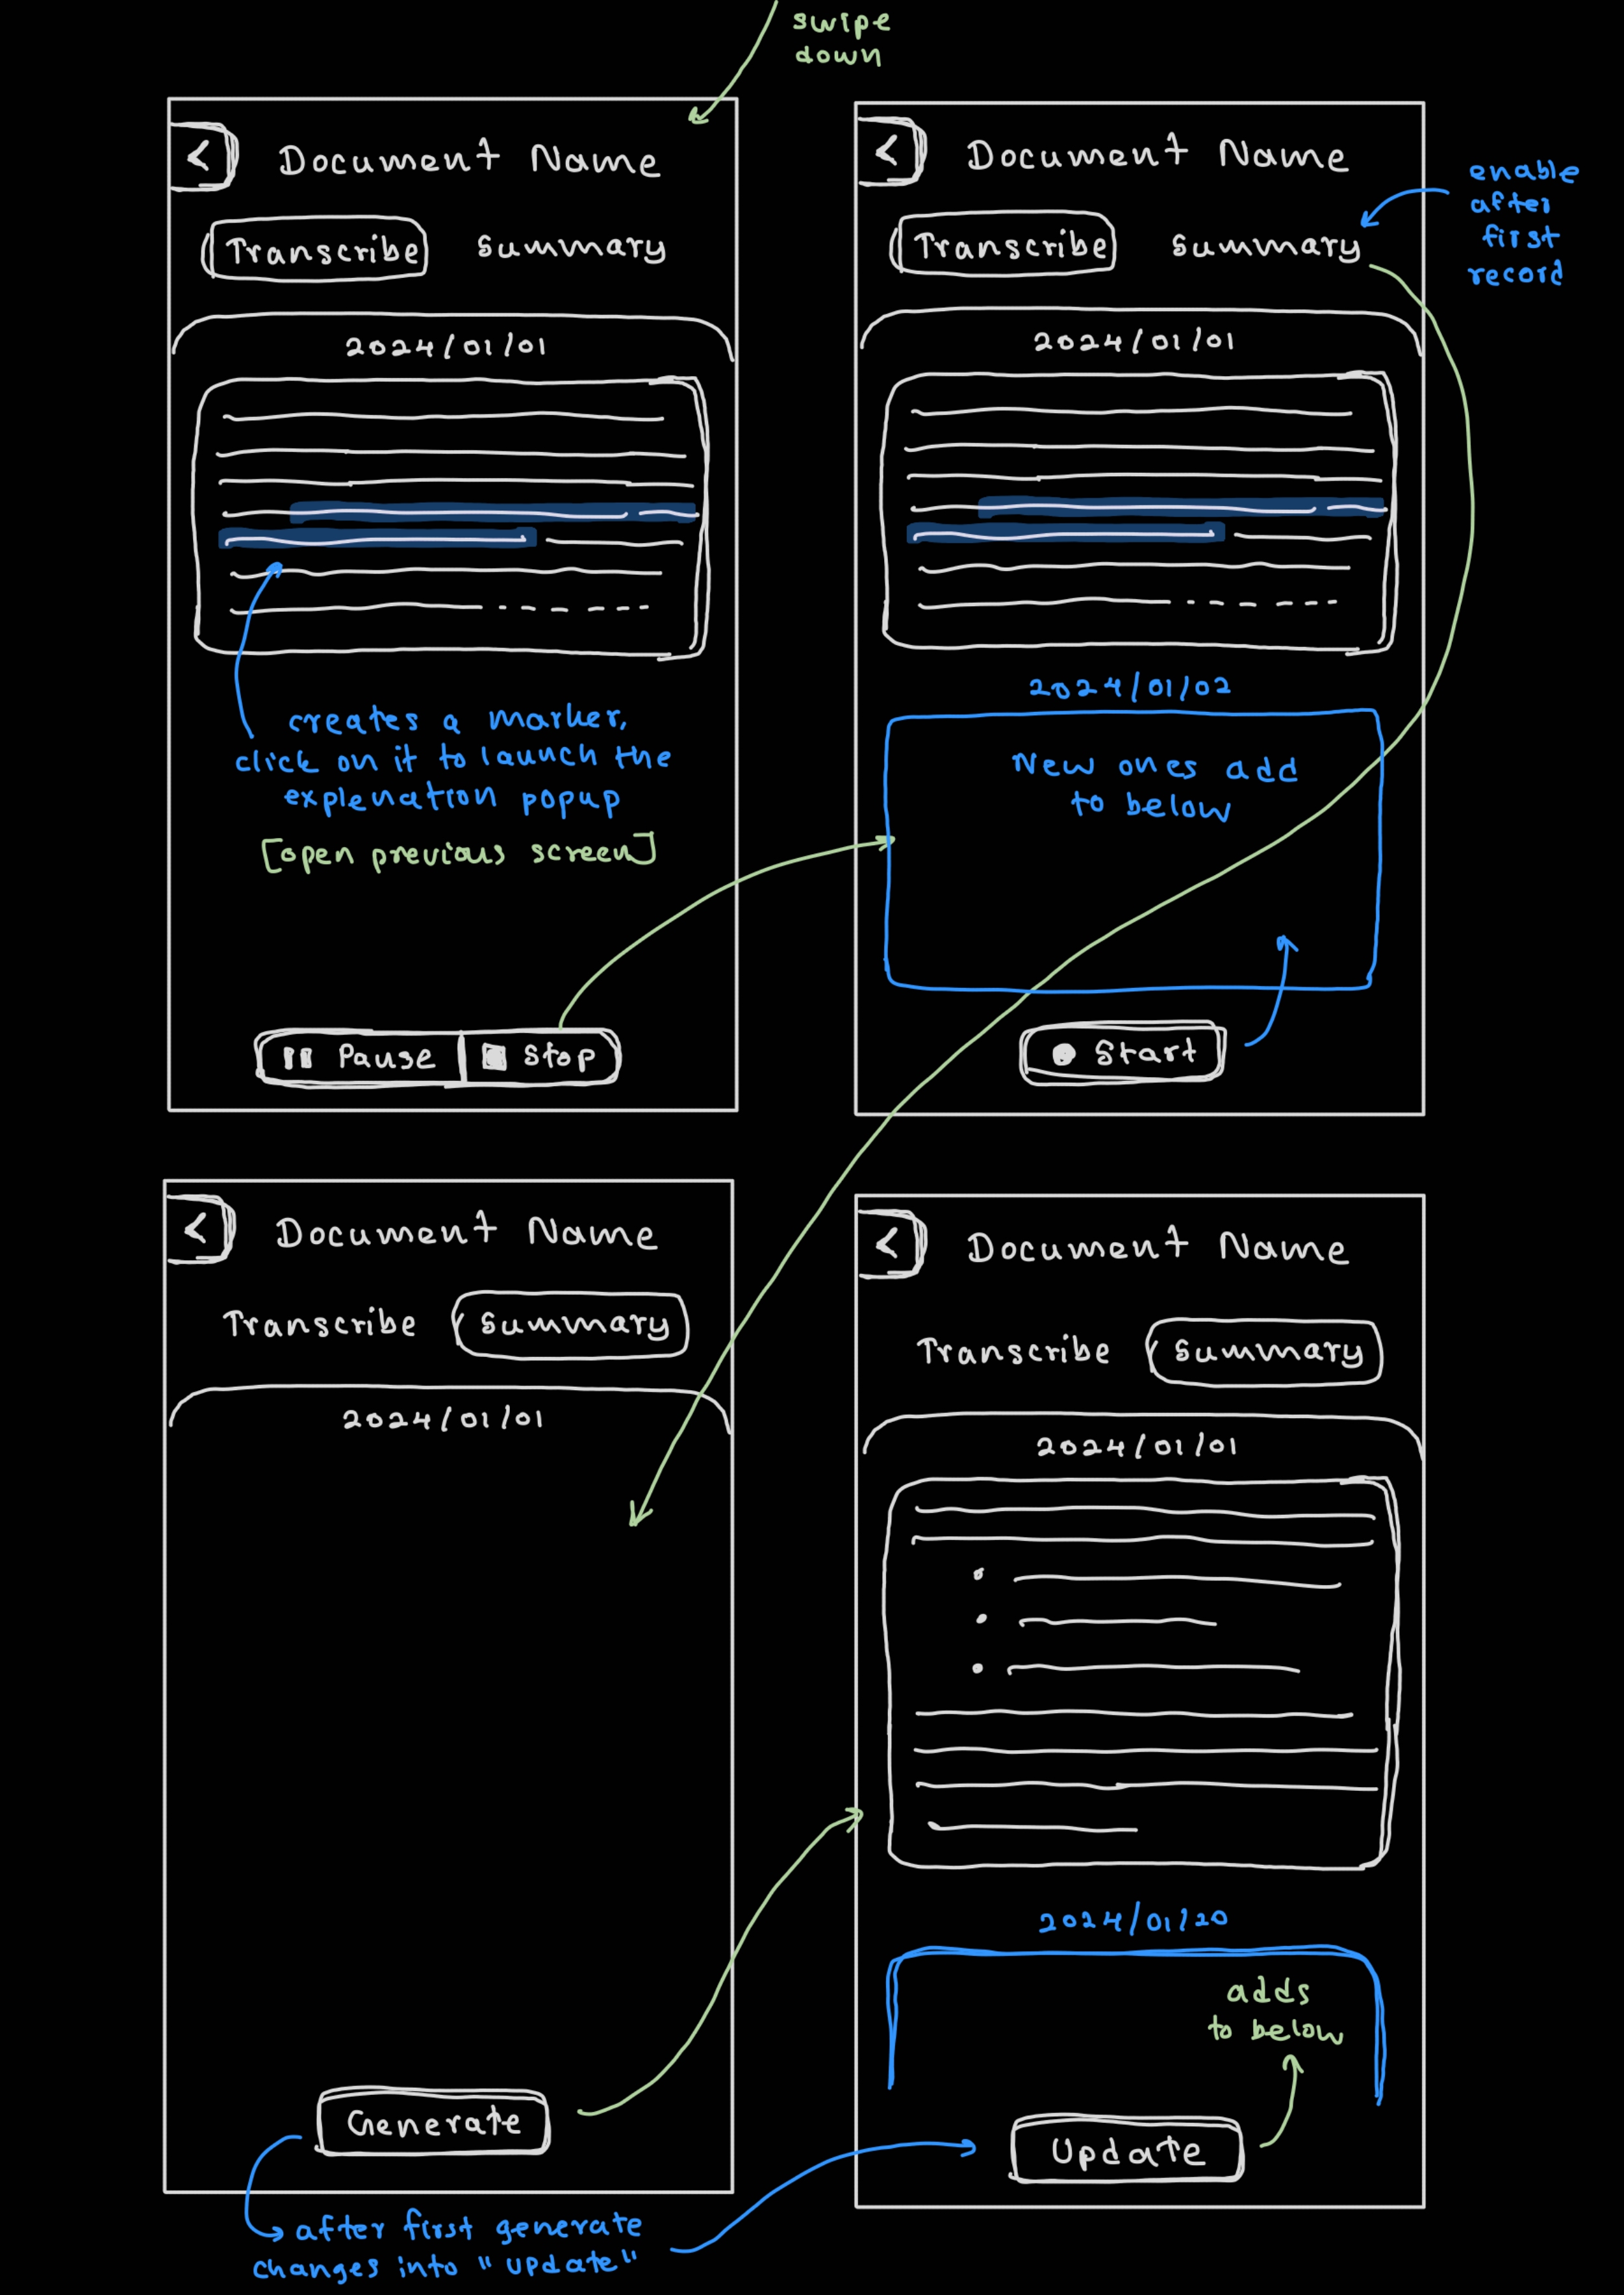 swipe
down
<
Document Name
Transcribe
Summary
2024/01/01
creates a marker,
click on it to launch the
explenation popup
[open previous screen]
Pause
Stop
<
Document Name
enable
after
first
record
Transcribe
Summary
2024/01/01
2024/01/02
New ones add
to below
Start
<
Document Name
Transcribe
Summary
2024/01/01
Generate
after first generate
changes into "update"
<
Document Name
Transcribe
Summary
2024/01/01
2024/01/20
adds
to below
Update